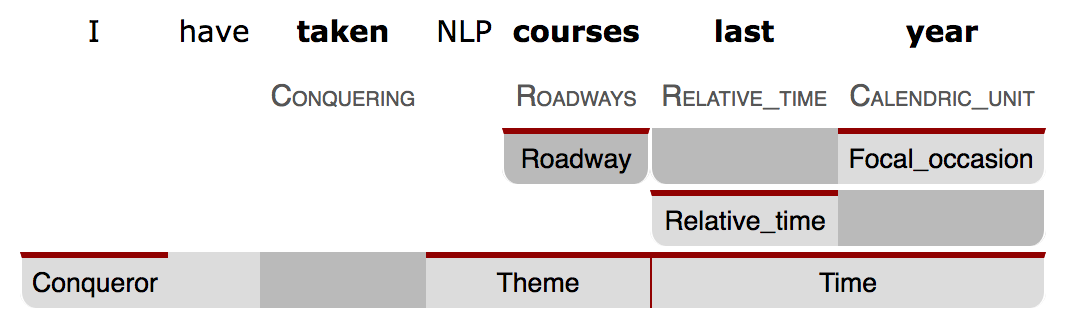 I have taken NLP courses last year
CONQUERING ROADWAYS RELATIVE_TIME CALENDRIC_UNIT
Roadway Focal_occasion
Relative_time
Conqueror Theme Time